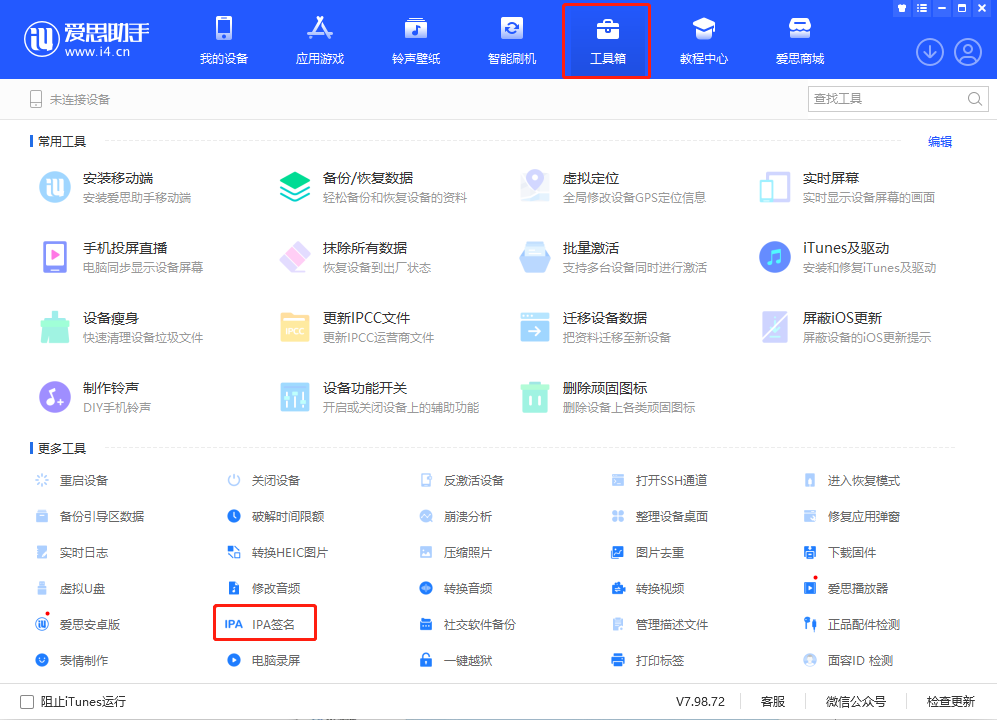 iU 爱思助手
www.i4.cn
我的设备 应用游戏 铃声壁纸 智能刷机 工具箱 教程中心 爱思商城
未连接设备 查找工具
常用工具 编辑
iU 安装移动端 备份/恢复数据 虚拟定位 实时屏幕
安装爱思助手移动端 轻松备份和恢复设备的资料 全局修改设备GPS定位信息 实时显示设备屏幕的画面
手机投屏直播 抹除所有数据 批量激活 iTunes及驱动
电脑同步显示设备屏幕 恢复设备到出厂状态 支持多台设备同时进行激活 安装和修复iTunes及驱动
设备瘦身 更新IPCC文件 迁移设备数据 屏蔽iOS更新
快速清理设备垃圾文件 IPCC 更新IPCC运营商文件 把资料迁移至新设备 屏蔽设备的iOS更新提示
制作铃声 设备功能开关 删除顽固图标
DIY手机铃声 开启或关闭设备上的辅助功能 删除设备上各类顽固图标
更多工具
重启设备 关闭设备 反激活设备 打开SSH通道 进入恢复模式
备份引导区数据 破解时间限额 崩溃分析 整理设备桌面 修复应用弹窗
实时日志 转换HEIC图片 压缩照片 图片去重 下载固件
虚拟U盘 修改音频 转换音频 转换视频 爱思播放器
iU 爱思安卓版 IPA IPA签名 社交软件备份 管理描述文件 正品配件检测
表情制作 电脑录屏 一键越狱 打印标签 面容ID 检测
阻止iTunes运行 V7.98.72 客服 微信公众号 检查更新